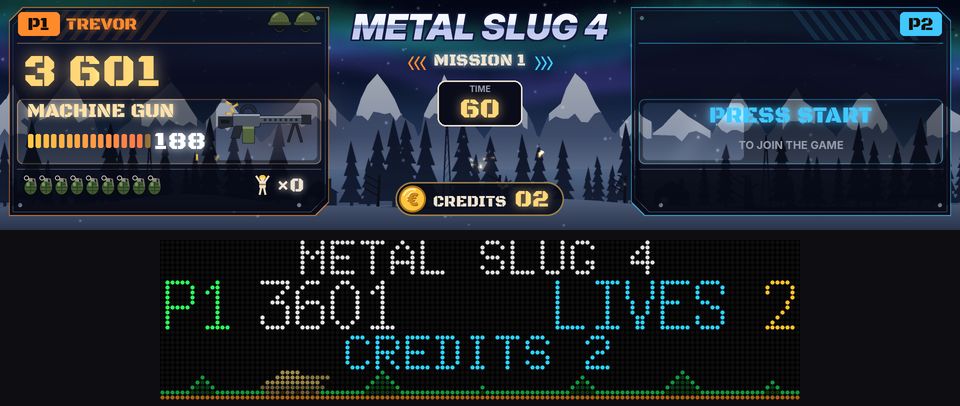 P1 TREVOR
3 601
MACHINE GUN
188
×0
METAL SLUG 4
MISSION 1
TIME
60
CREDITS 02
P2
PRESS START
TO JOIN THE GAME
METAL SLUG 4
P1 3601 LIVES 2
CREDITS 2